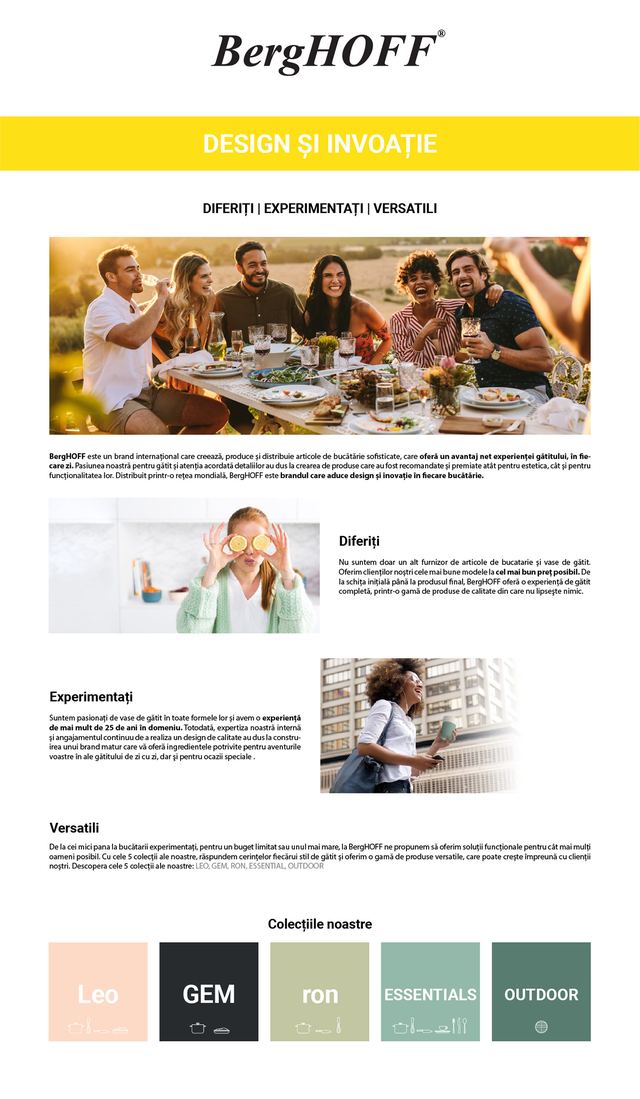 BergHOFF®
DESIGN ȘI INVOAȚIE
DIFERIȚI | EXPERIMENTAȚI | VERSATILI
BergHOFF este un brand internațional care creează, produce și distribuie articole de bucătărie sofisticate, care oferă un avantaj net experienței gătitului, în fie-
care zi. Pasiunea noastră pentru gătit și atenția acordată detaliilor au dus la crearea de produse care au fost recomandate și premiate atât pentru estetica, cât și pentru
funcționalitatea lor. Distribuit printr-o rețea mondială, BergHOFF este brandul care aduce design și inovație în fiecare bucătărie.
Diferiți
Nu suntem doar un alt furnizor de articole de bucatarie și vase de gătit.
Oferim clienților noștri cele mai bune modele la cel mai bun preț posibil. De
la schița inițială până la produsul final, BergHOFF oferă o experiență de gătit
completă, printr-o gamă de produse de calitate din care nu lipsește nimic.
Experimentați
Suntem pasionați de vase de gătit în toate formele lor și avem o experiență
de mai mult de 25 de ani în domeniu. Totodată, expertiza noastră internă
și angajamentul continuu de a realiza un design de calitate au dus la constru-
irea unui brand matur care vă oferă ingredientele potrivite pentru aventurile
voastre în ale gătitului de zi cu zi, dar și pentru ocazii speciale .
Versatili
De la cei mici pana la bucătarii experimentați, pentru un buget limitat sau unul mai mare, la BergHOFF ne propunem să oferim soluții funcționale pentru cât mai mulți
oameni posibil. Cu cele 5 colecții ale noastre, răspundem cerințelor fiecărui stil de gătit și oferim o gamă de produse versatile, care poate crește împreună cu clienții
noștri. Descopera cele 5 colecții ale noastre: LEO, GEM, RON, ESSENTIAL, OUTDOOR
Colecțiile noastre
Leo
GEM
ron
ESSENTIALS
OUTDOOR